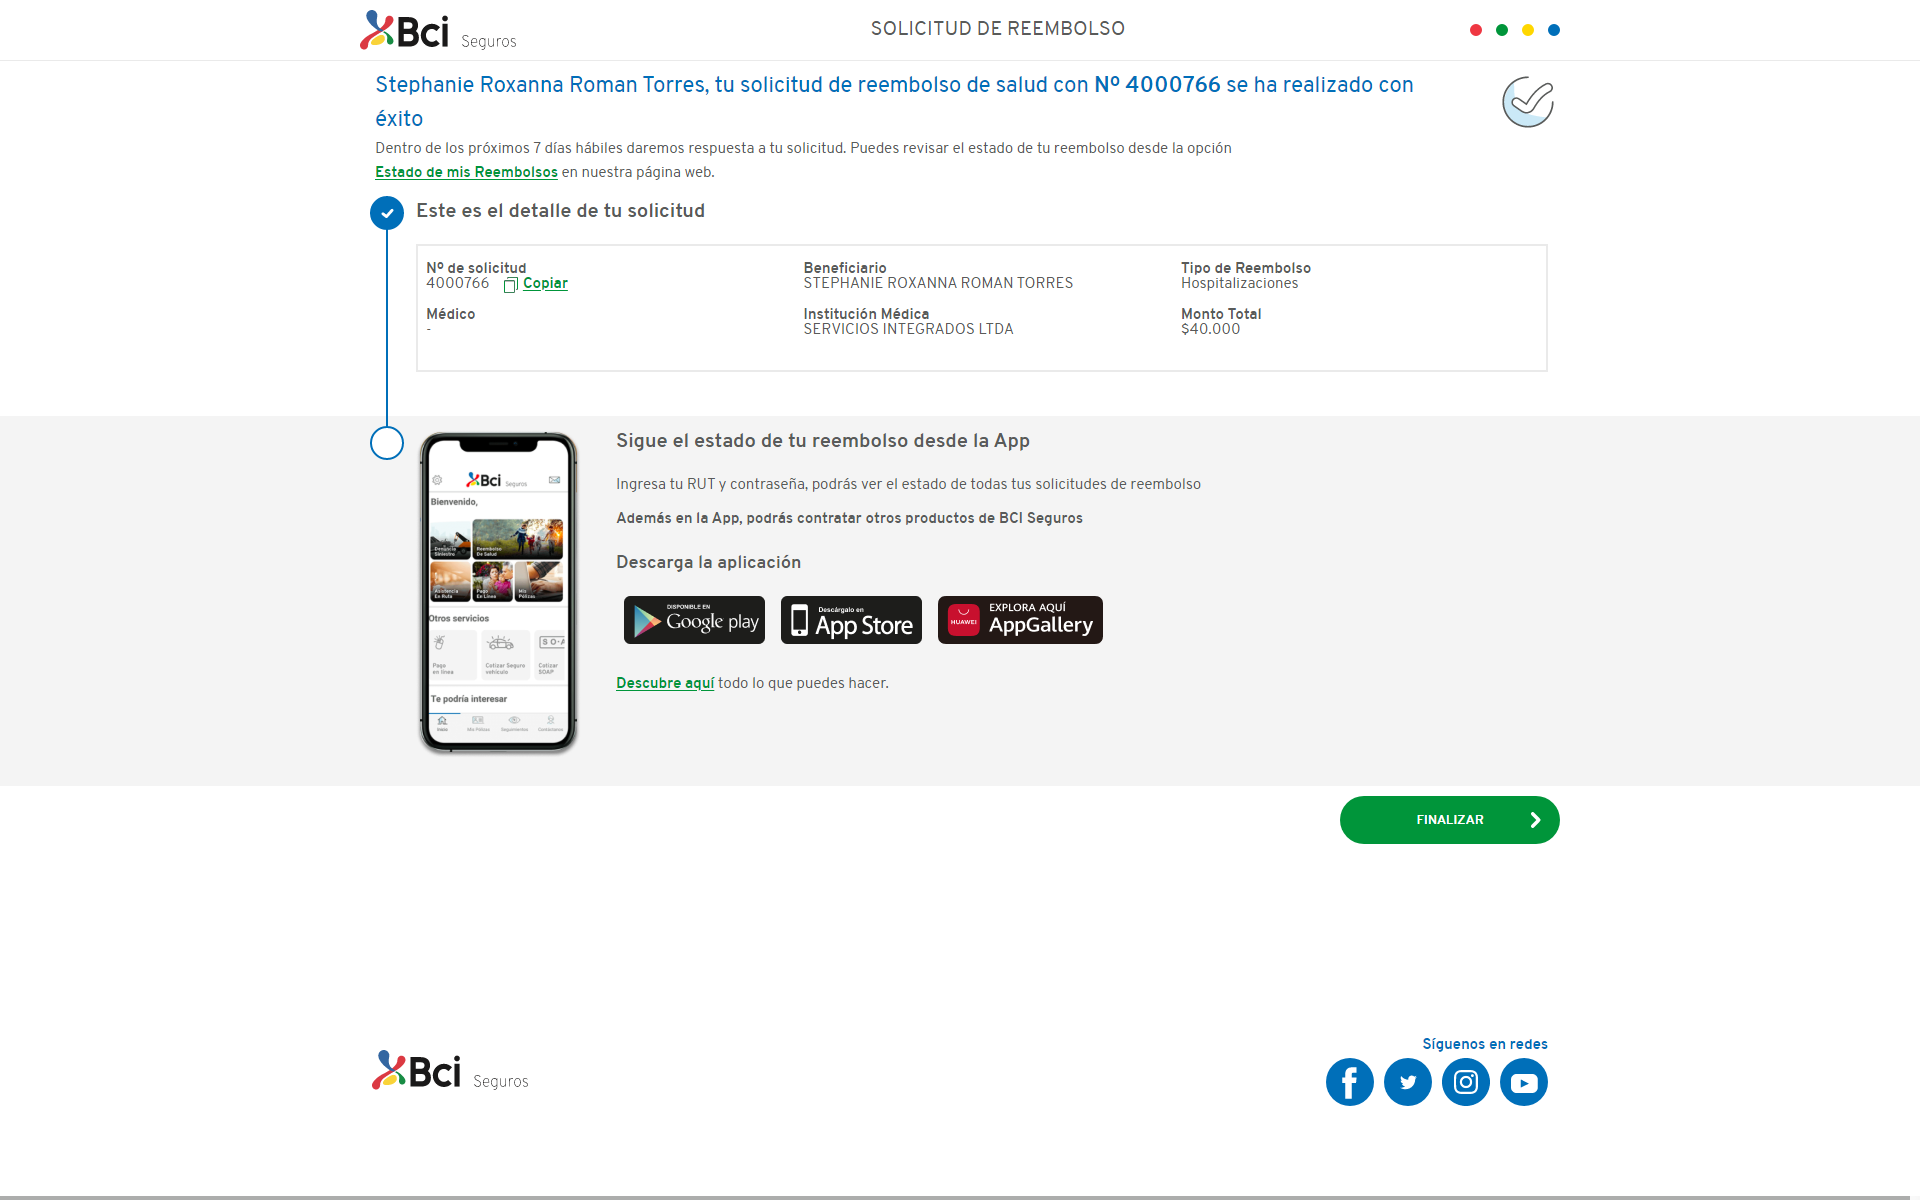 Bci Seguros
SOLICITUD DE REEMBOLSO
Stephanie Roxanna Roman Torres, tu solicitud de reembolso de salud con Nº 4000766 se ha realizado con
éxito
Dentro de los próximos 7 días hábiles daremos respuesta a tu solicitud. Puedes revisar el estado de tu reembolso desde la opción
Estado de mis Reembolsos en nuestra página web.
Este es el detalle de tu solicitud
Nº de solicitud
4000766 Copiar
Beneficiario
STEPHANIE ROXANNA ROMAN TORRES
Tipo de Reembolso
Hospitalizaciones
Médico
-
Institución Médica
SERVICIOS INTEGRADOS LTDA
Monto Total
$40.000
Bci Seguros
Bienvenido,
Denuncio
Siniestro
Reembolso
De Salud
Asistencia
En Ruta
Pago
En Línea
Mis
Pólizas
Otros servicios
Pago
en línea
Cotizar Seguro
vehículo
Cotizar
SOAP
Te podría interesar
Inicio
Mis Pólizas
Seguimientos
Contáctanos
Sigue el estado de tu reembolso desde la App
Ingresa tu RUT y contraseña, podrás ver el estado de todas tus solicitudes de reembolso
Además en la App, podrás contratar otros productos de BCI Seguros
Descarga la aplicación
DISPONIBLE EN
Google play
Descárgalo en
App Store
HUAWEI
EXPLORA AQUÍ
AppGallery
Descubre aquí todo lo que puedes hacer.
FINALIZAR
Bci Seguros
Síguenos en redes